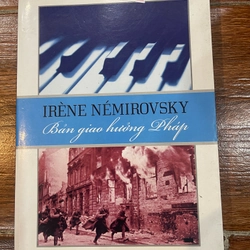 IRÈNE NÉMIROVSKY
Bản giao hưởng Pháp